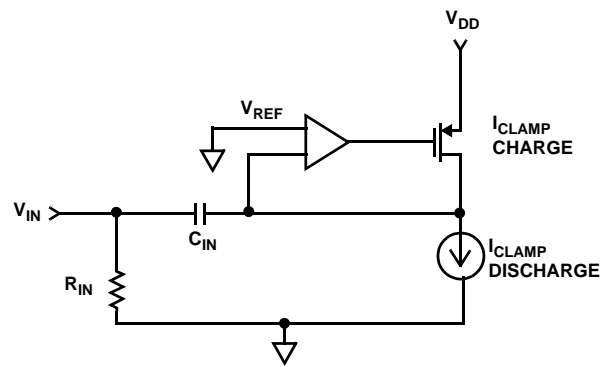 VDD
VREF
ICLAMP
CHARGE
VIN
CIN
ICLAMP
DISCHARGE
RIN